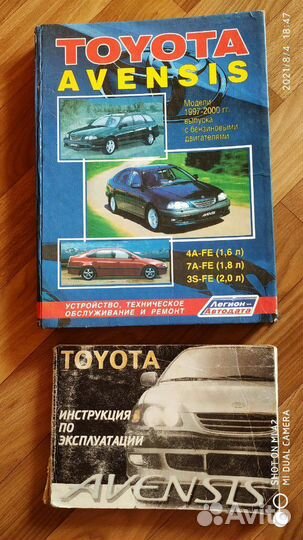 TOYOTA
AVENSIS
Модели
1997-2000 гг.
выпуска
с бензиновыми
двигателями
4A-FE (1,6 л)
7A-FE (1,8 л)
3S-FE (2,0 л)
УСТРОЙСТВО, ТЕХНИЧЕСКОЕ
ОБСЛУЖИВАНИЕ И РЕМОНТ
Легион-
Автодата
TOYOTA
ИНСТРУКЦИЯ
ПО
ЭКСПЛУАТАЦИИ
AVENSIS
2021/8/4 18:47
SHOT ON MI A2
MI DUAL CAMERA
Avito